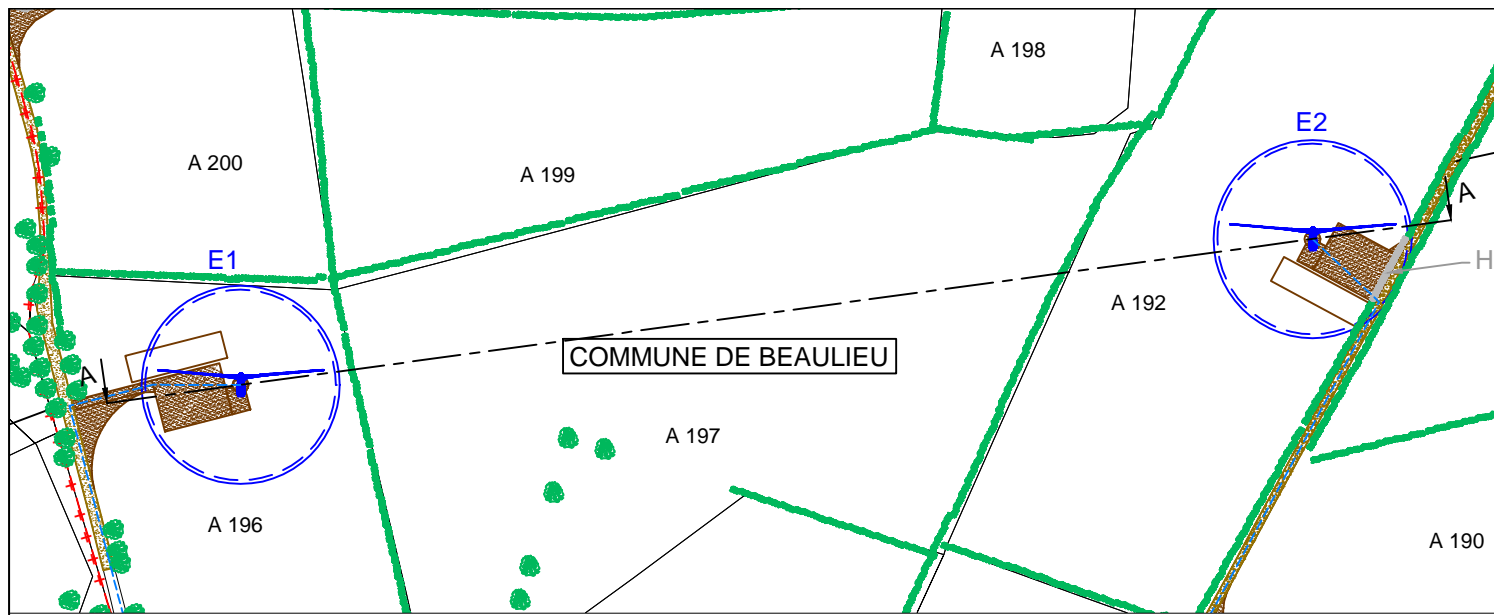 A 198
E2
A 200
A 199
A
E1
H
A 192
COMMUNE DE BEAULIEU
A
A 197
A 196
A 190